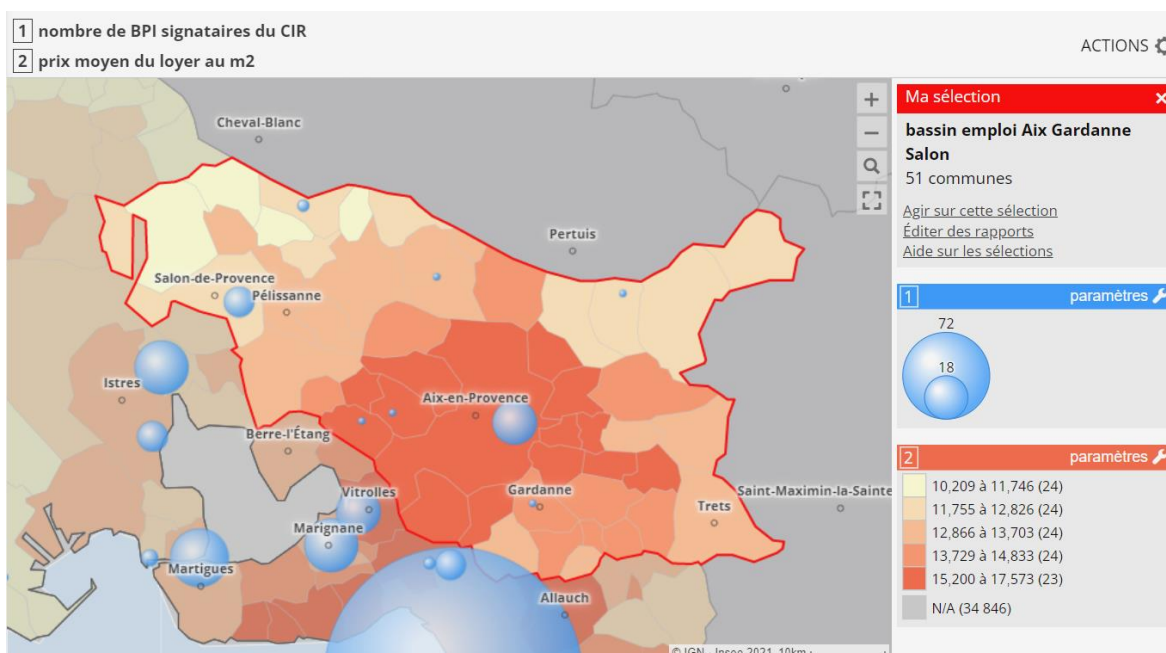 1 nombre de BPI signataires du CIR
2 prix moyen du loyer au m2
ACTIONS
Cheval-Blanc
Pertuis
Salon-de-Provence
Pélissanne
Istres
Aix-en-Provence
Berre-l'Étang
Vitrolles
Gardanne
Saint-Maximin-la-Sainte
Trets
Marignane
Martigues
Allauch
© IGN - Insee 2021 10km
+
−
Ma sélection ×
bassin emploi Aix Gardanne
Salon
51 communes
Agir sur cette sélection
Éditer des rapports
Aide sur les sélections
1 paramètres
72
18
2 paramètres
10,209 à 11,746 (24)
11,755 à 12,826 (24)
12,866 à 13,703 (24)
13,729 à 14,833 (24)
15,200 à 17,573 (23)
N/A (34 846)